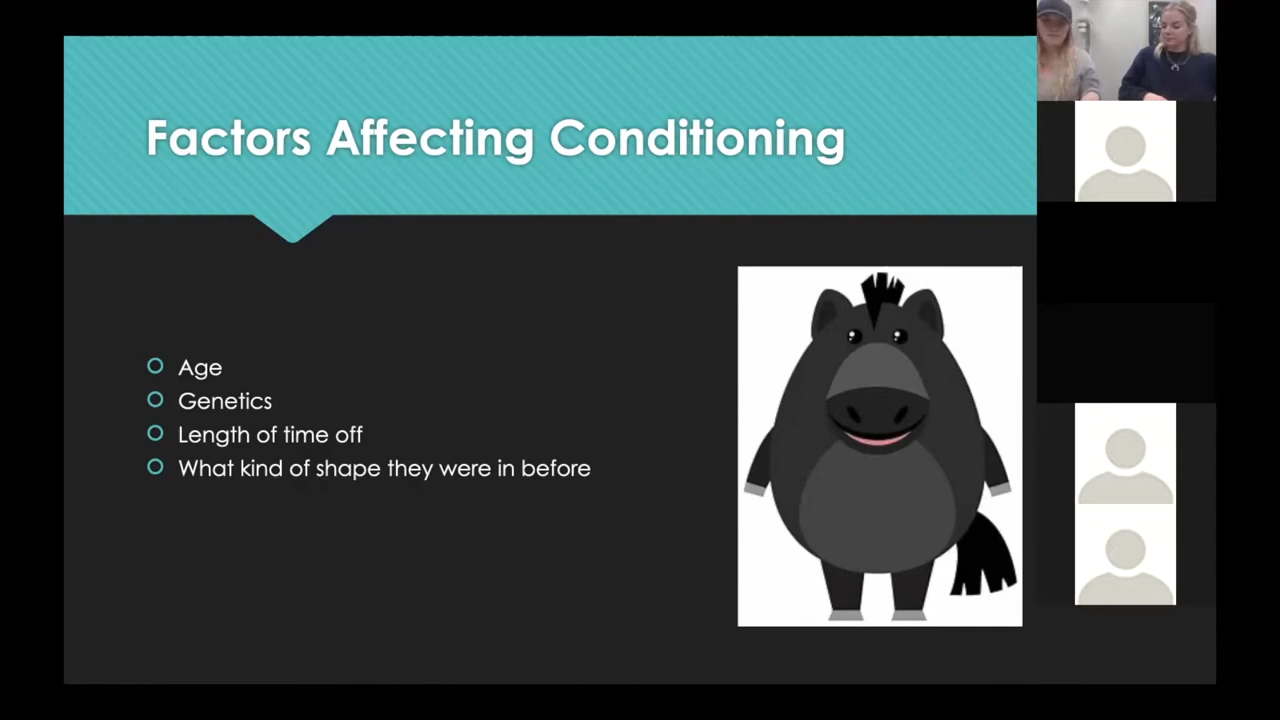 Factors Affecting Conditioning
Age
Genetics
Length of time off
What kind of shape they were in before